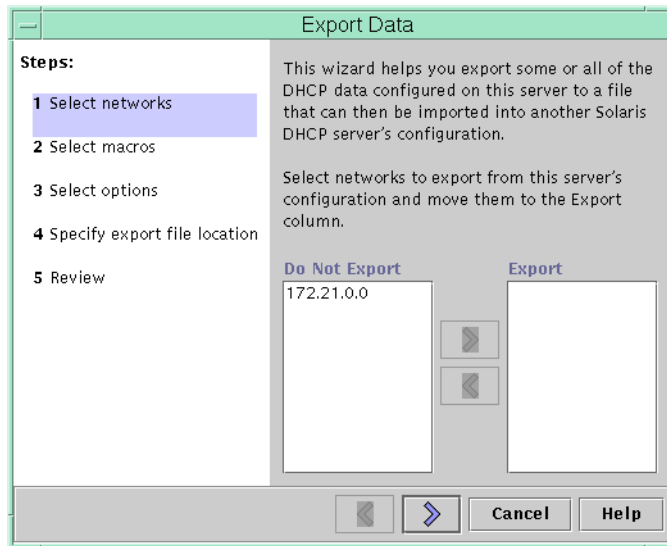 Export Data
Steps:
1 Select networks
2 Select macros
3 Select options
4 Specify export file location
5 Review
This wizard helps you export some or all of the
DHCP data configured on this server to a file
that can then be imported into another Solaris
DHCP server's configuration.
Select networks to export from this server's
configuration and move them to the Export
column.
Do Not Export
Export
172.21.0.0
Cancel
Help